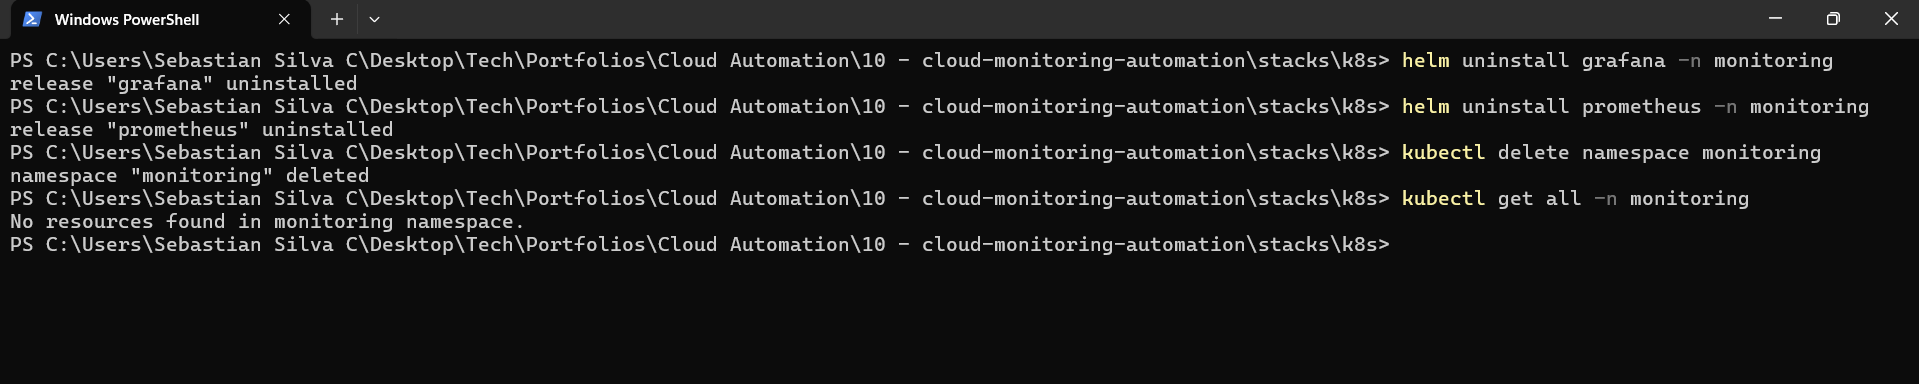 Windows PowerShell
PS C:\Users\Sebastian Silva C\Desktop\Tech\Portfolios\Cloud Automation\10 - cloud-monitoring-automation\stacks\k8s> helm uninstall grafana -n monitoring
release "grafana" uninstalled
PS C:\Users\Sebastian Silva C\Desktop\Tech\Portfolios\Cloud Automation\10 - cloud-monitoring-automation\stacks\k8s> helm uninstall prometheus -n monitoring
release "prometheus" uninstalled
PS C:\Users\Sebastian Silva C\Desktop\Tech\Portfolios\Cloud Automation\10 - cloud-monitoring-automation\stacks\k8s> kubectl delete namespace monitoring
namespace "monitoring" deleted
PS C:\Users\Sebastian Silva C\Desktop\Tech\Portfolios\Cloud Automation\10 - cloud-monitoring-automation\stacks\k8s> kubectl get all -n monitoring
No resources found in monitoring namespace.
PS C:\Users\Sebastian Silva C\Desktop\Tech\Portfolios\Cloud Automation\10 - cloud-monitoring-automation\stacks\k8s>